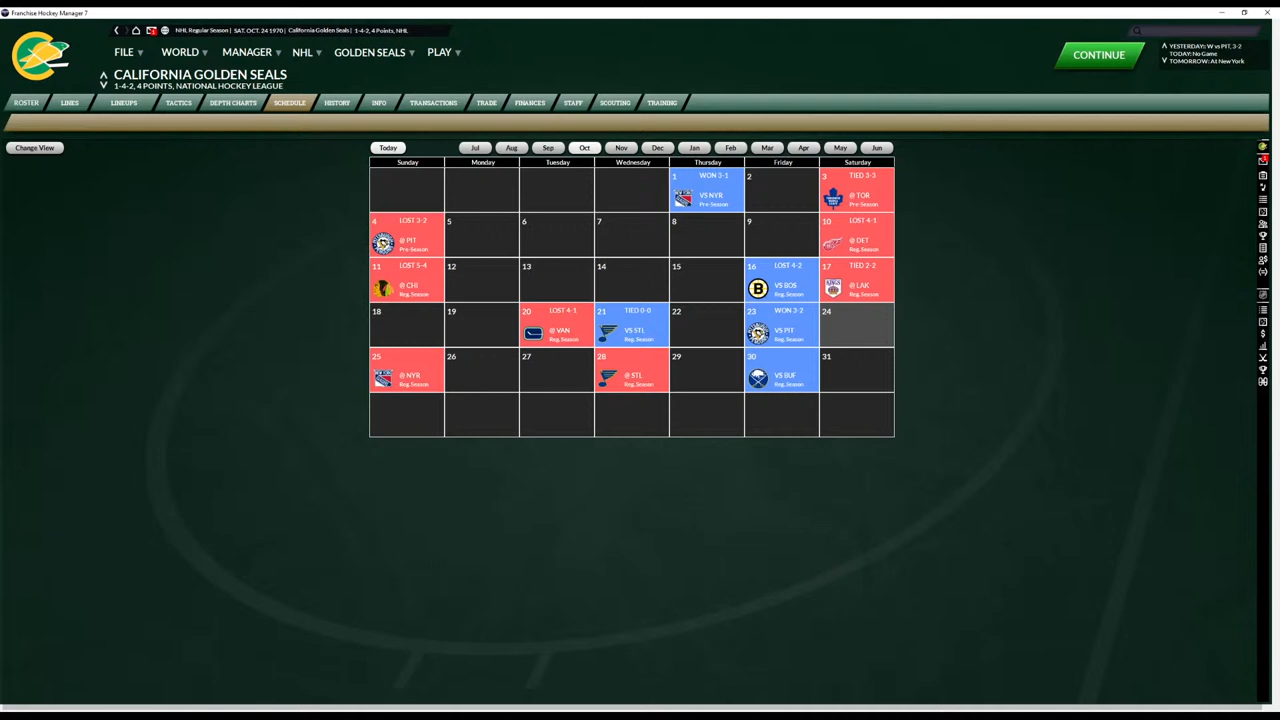 Franchise Hockey Manager 7
NHL Regular Season | SAT. OCT. 24 1970 | California Golden Seals | 1-4-2, 4 Points, NHL
FILE WORLD MANAGER NHL GOLDEN SEALS PLAY
CONTINUE
YESTERDAY: W vs PIT, 3-2
TODAY: No Game
TOMORROW: At New York
CALIFORNIA GOLDEN SEALS
1-4-2, 4 POINTS, NATIONAL HOCKEY LEAGUE
ROSTER LINES LINEUPS TACTICS DEPTH CHARTS SCHEDULE HISTORY INFO TRANSACTIONS TRADE FINANCES STAFF SCOUTING TRAINING
Change View
Today Jul Aug Sep Oct Nov Dec Jan Feb Mar Apr May Jun
Sunday Monday Tuesday Wednesday Thursday Friday Saturday
1 WON 3-1 2 3 TIED 3-3
VS NYR @ TOR
Pre-Season Pre-Season
4 LOST 3-2 5 6 7 8 9 10 LOST 4-1
@ PIT @ DET
Pre-Season Reg. Season
11 LOST 5-4 12 13 14 15 16 LOST 4-2 17 TIED 2-2
@ CHI VS BOS @ LAK
Reg. Season Reg. Season Reg. Season
18 19 20 LOST 4-1 21 TIED 0-0 22 23 WON 3-2 24
@ VAN VS STL VS PIT
Reg. Season Reg. Season Reg. Season
25 26 27 28 29 30 31
@ NYR @ STL VS BUF
Reg. Season Reg. Season Reg. Season